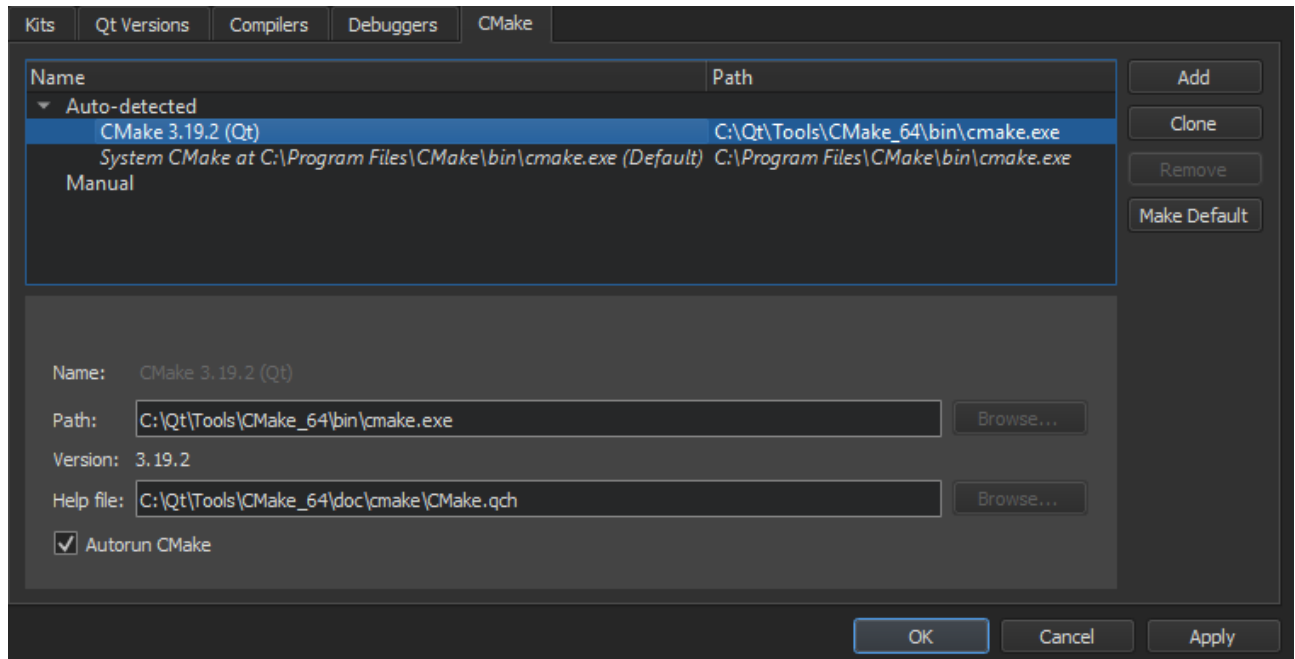 Kits Qt Versions Compilers Debuggers CMake
Name Path
Auto-detected
CMake 3.19.2 (Qt) C:\Qt\Tools\CMake_64\bin\cmake.exe
System CMake at C:\Program Files\CMake\bin\cmake.exe (Default) C:\Program Files\CMake\bin\cmake.exe
Manual
Add
Clone
Remove
Make Default
Name: CMake 3.19.2 (Qt)
Path: C:\Qt\Tools\CMake_64\bin\cmake.exe Browse...
Version: 3.19.2
Help file: C:\Qt\Tools\CMake_64\doc\cmake\CMake.qch Browse...
Autorun CMake
OK Cancel Apply